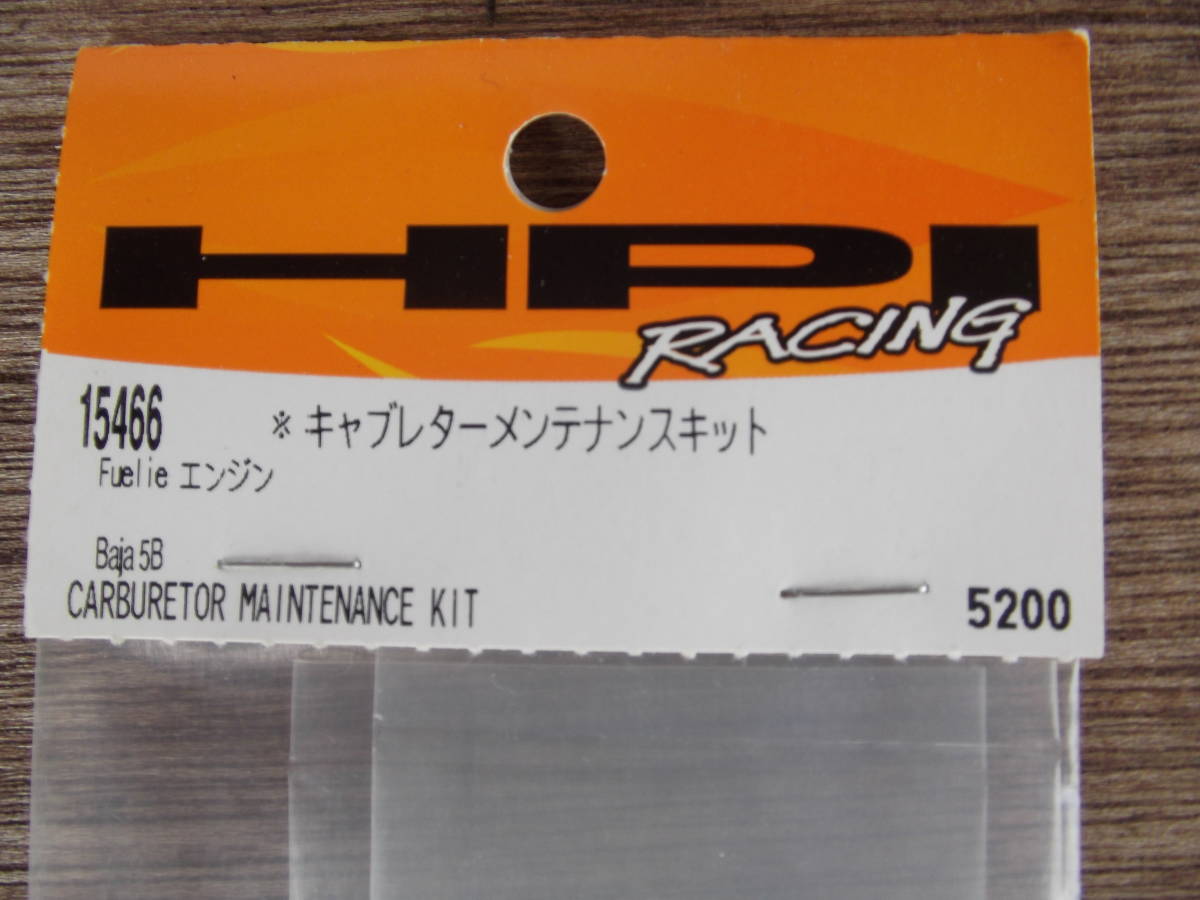 HPI
RACING
15466 ※キャブレターメンテナンスキット
Fuelie エンジン
Baja 5B
CARBURETOR MAINTENANCE KIT 5200